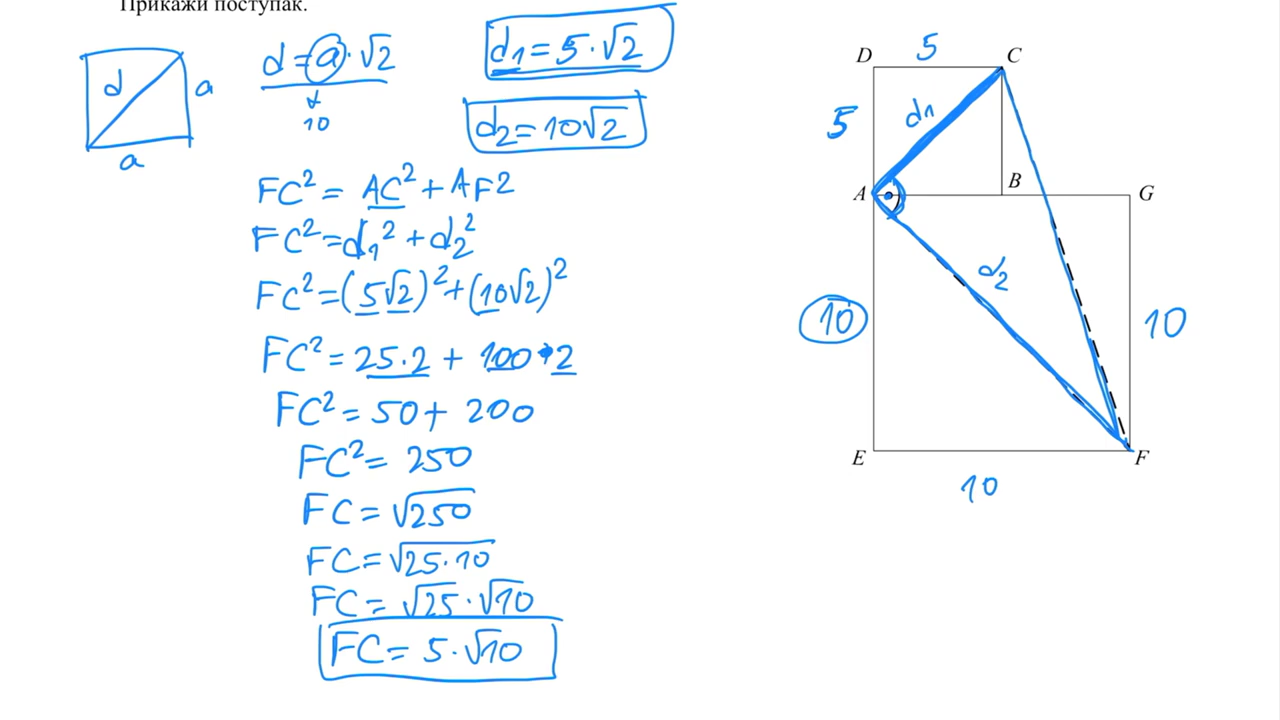 Прикажи поступак.
d = a · √2
10
d
a
a
d₁ = 5 · √2
d₂ = 10√2
FC² = AC² + AF²
FC² = d₁² + d₂²
FC² = (5√2)² + (10√2)²
FC² = 25 · 2 + 100 · 2
FC² = 50 + 200
FC² = 250
FC = √250
FC = √25 · 10
FC = √25 · √10
FC = 5 · √10
5
D C
5 d₁
A B G
d₂
10 10
E F
10